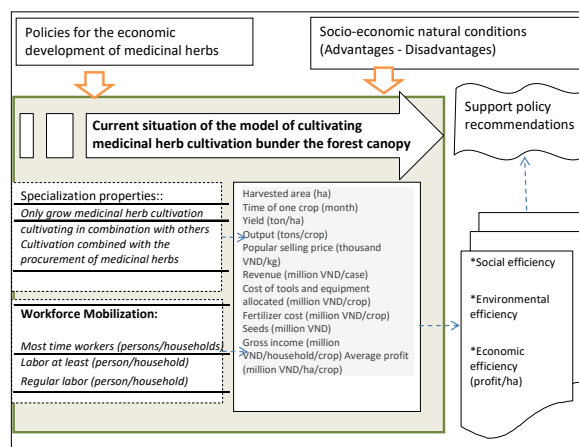 Policies for the economic
development of medicinal herbs
Socio-economic natural conditions
(Advantages - Disadvantages)
Current situation of the model of cultivating
medicinal herb cultivation bunder the forest canopy
Support policy
recommendations
Specialization properties::
Only grow medicinal herb cultivation
cultivating in combination with others
Cultivation combined with the
procurement of medicinal herbs
Workforce Mobilization:
Most time workers (persons/households)
Labor at least (person/household)
Regular labor (person/household)
Harvested area (ha)
Time of one crop (month)
Yield (ton/ha)
Output (tons/crop)
Popular selling price (thousand
VND/kg)
Revenue (million VND/case)
Cost of tools and equipment
allocated (million VND/crop)
Fertilizer cost (million VND/crop)
Seeds (million VND)
Gross income (million
VND/household/crop) Average profit
(million VND/ha/crop)
*Social efficiency
*Environmental
efficiency
*Economic
efficiency
(profit/ha)